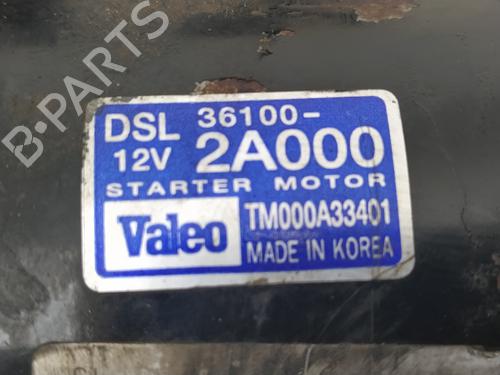 DSL 36100-
12V 2A000
STARTER MOTOR
Valeo TM000A33401
MADE IN KOREA
B-PARTS